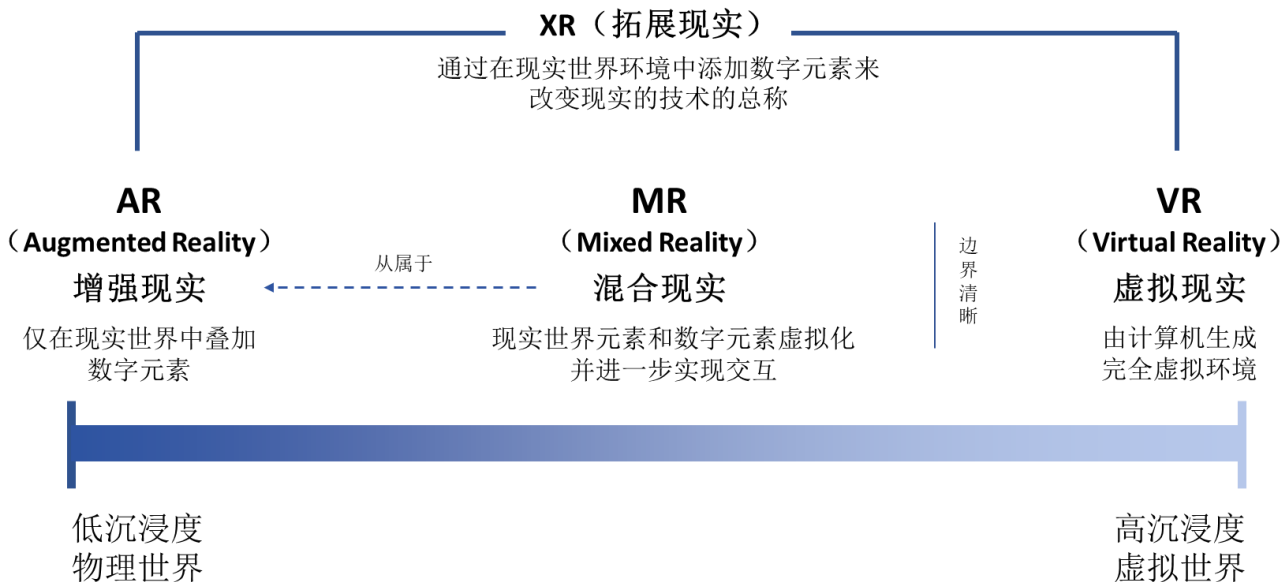 XR（拓展现实）
通过在现实世界环境中添加数字元素来
改变现实的技术的总称
AR
（Augmented Reality）
增强现实
仅在现实世界中叠加
数字元素
从属于
MR
（Mixed Reality）
混合现实
现实世界元素和数字元素虚拟化
并进一步实现交互
边
界
清
晰
VR
（Virtual Reality）
虚拟现实
由计算机生成
完全虚拟环境
低沉浸度
物理世界
高沉浸度
虚拟世界